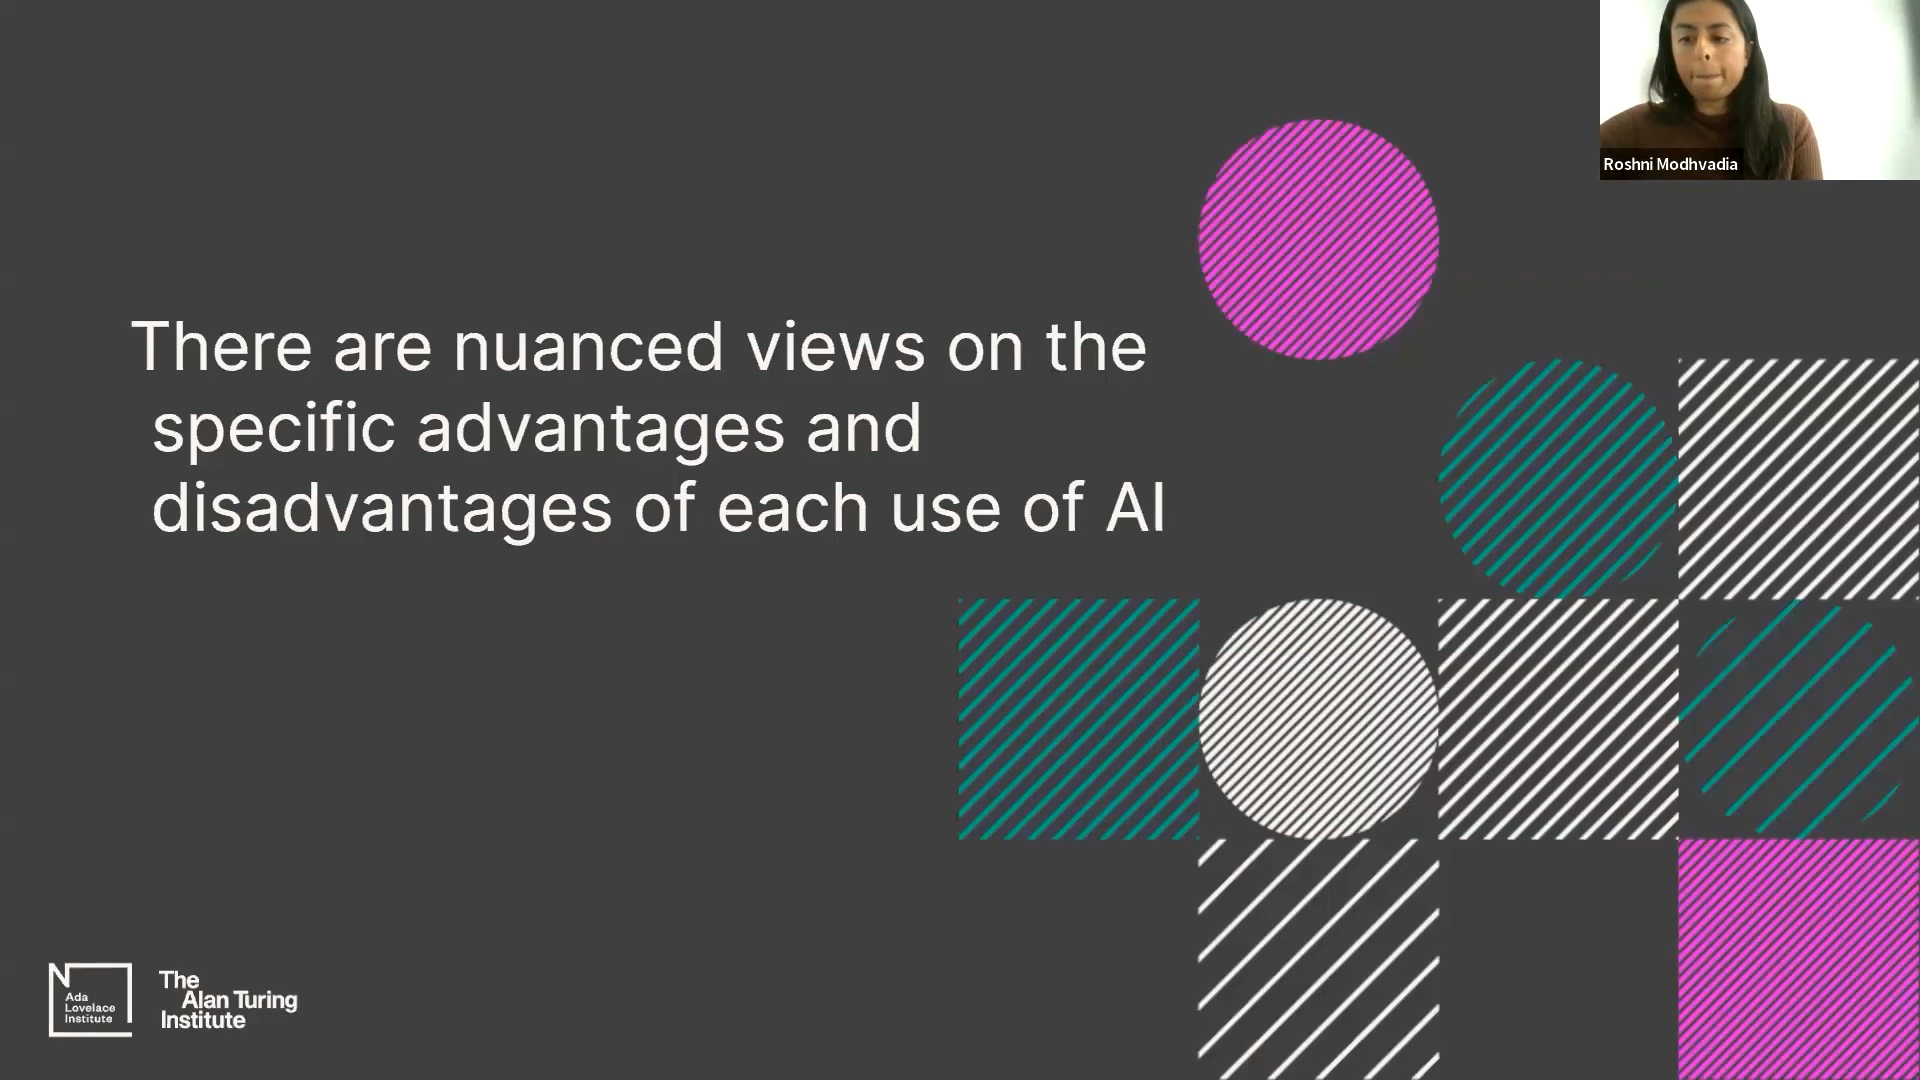 Roshni Modhvadia
There are nuanced views on the
specific advantages and
disadvantages of each use of AI
Ada
Lovelace
Institute
The
Alan Turing
Institute